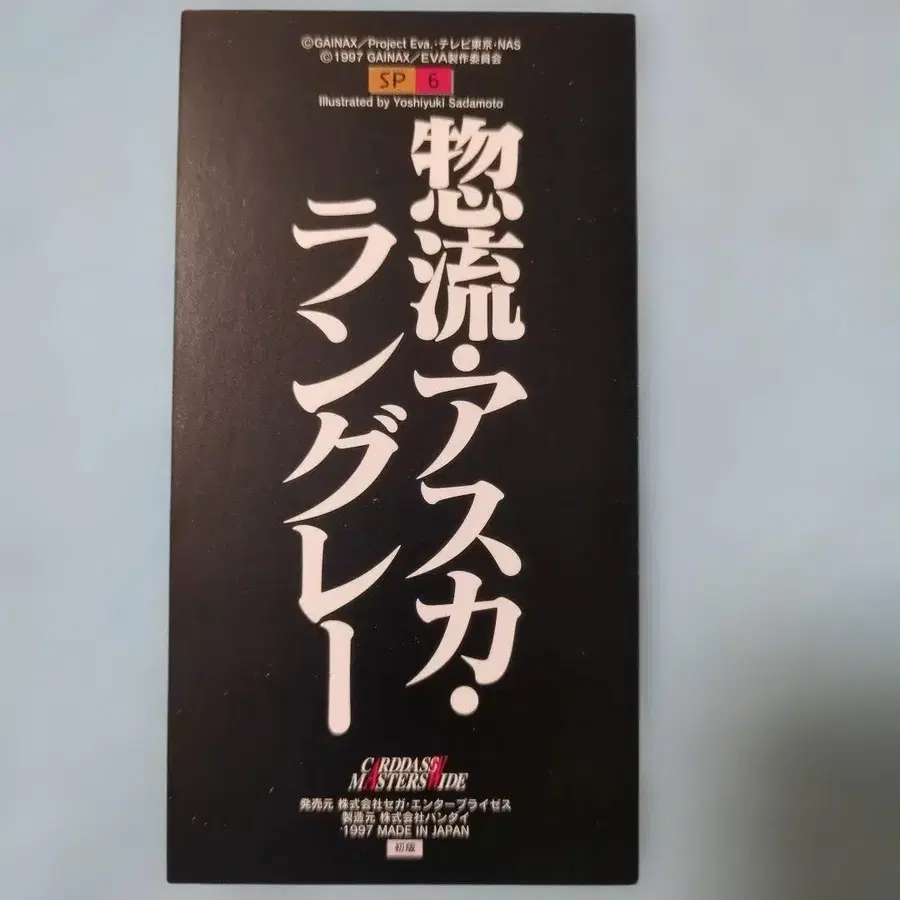 ©GAINAX／Project Eva.・テレビ東京・NAS
©1997 GAINAX／EVA製作委員会
SP 6
Illustrated by Yoshiyuki Sadamoto
惣流・アスカ・
ラングレー
CARDDASS
MASTERS WIDE
発売元 株式会社セガ・エンタープライゼス
製造元 株式会社バンダイ
1997 MADE IN JAPAN
初版